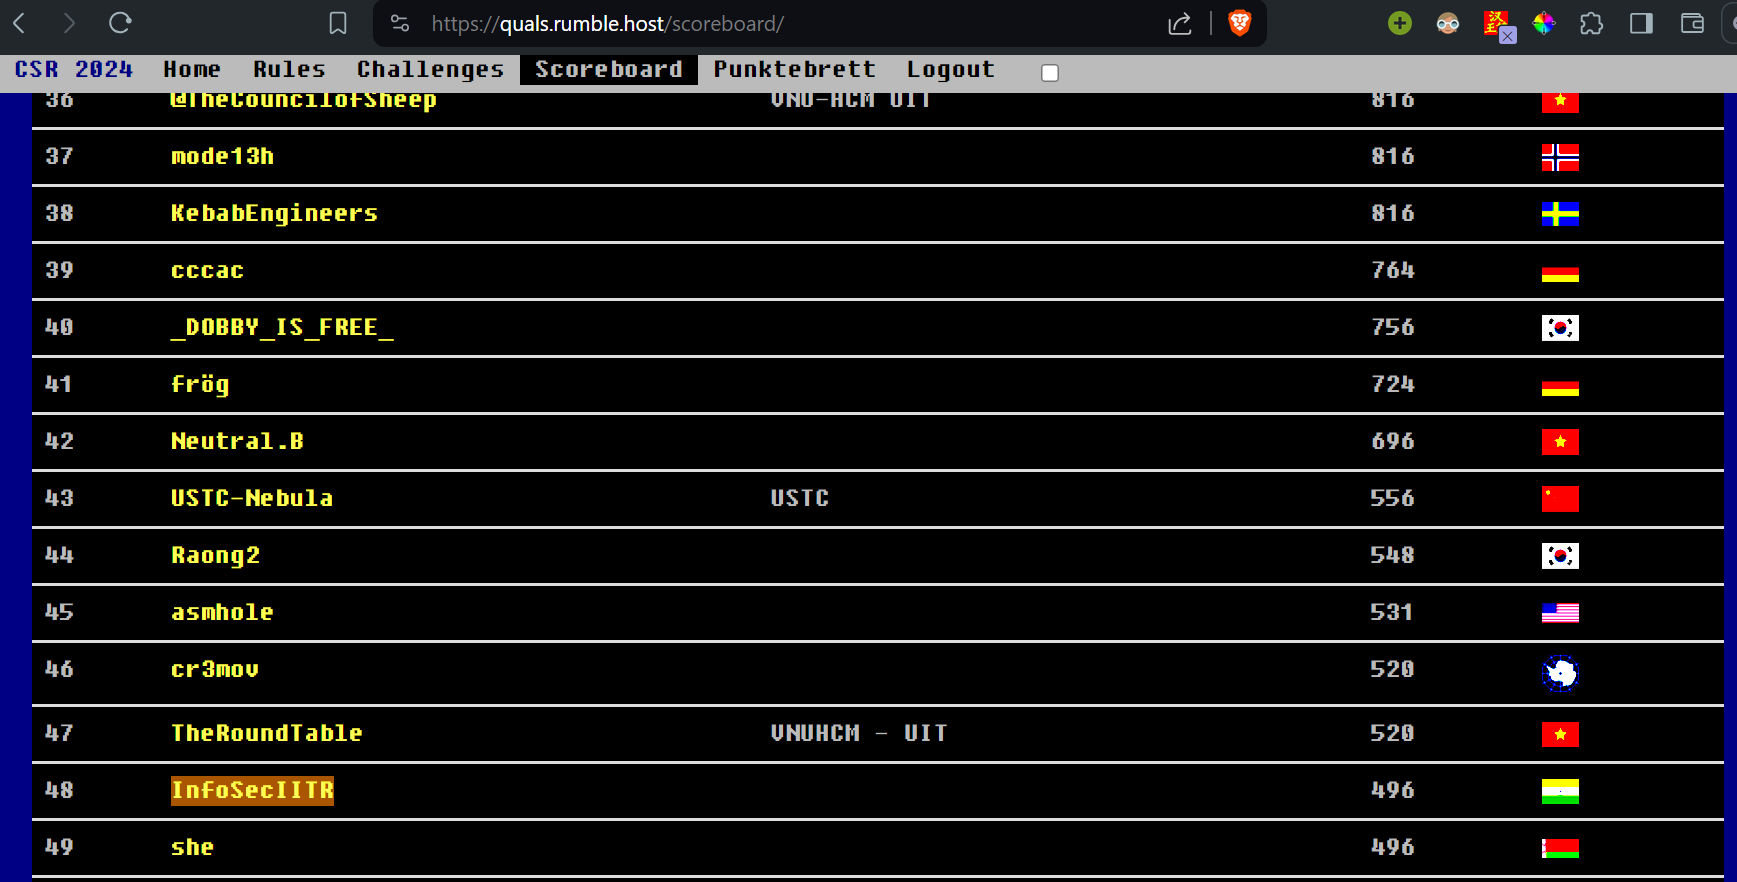 https://quals.rumble.host/scoreboard/
CSR 2024 Home Rules Challenges Scoreboard Punktebrett Logout
36 @TheCouncilofSheep VNU-HCM UIT 816
37 mode13h 816
38 KebabEngineers 816
39 cccac 764
40 _DOBBY_IS_FREE_ 756
41 frög 724
42 Neutral.B 696
43 USTC-Nebula USTC 556
44 Raong2 548
45 asmhole 531
46 cr3mov 520
47 TheRoundTable VNUHCM - UIT 520
48 InfoSecIITR 496
49 she 496